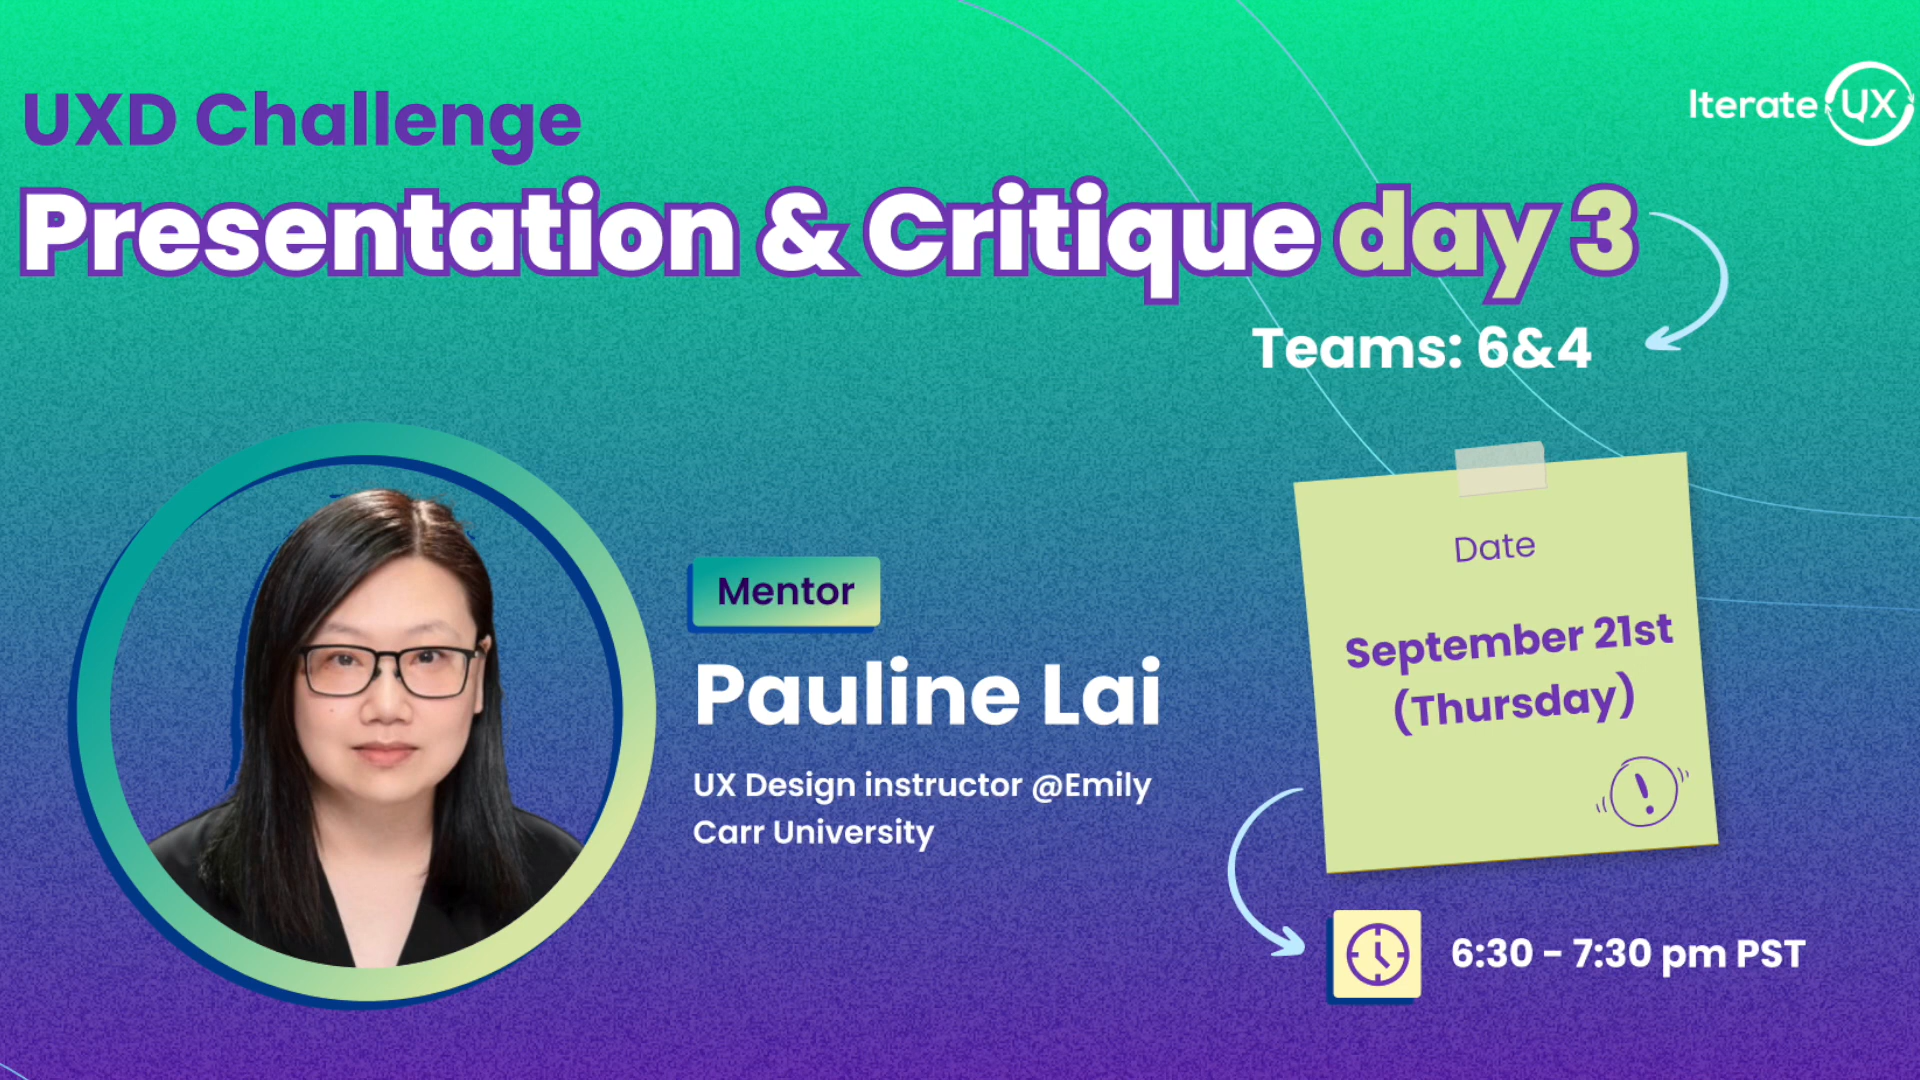 UXD Challenge
Iterate UX
Presentation & Critique day 3
Teams: 6&4
Mentor
Pauline Lai
UX Design instructor @Emily
Carr University
Date
September 21st
(Thursday)
!
6:30 - 7:30 pm PST